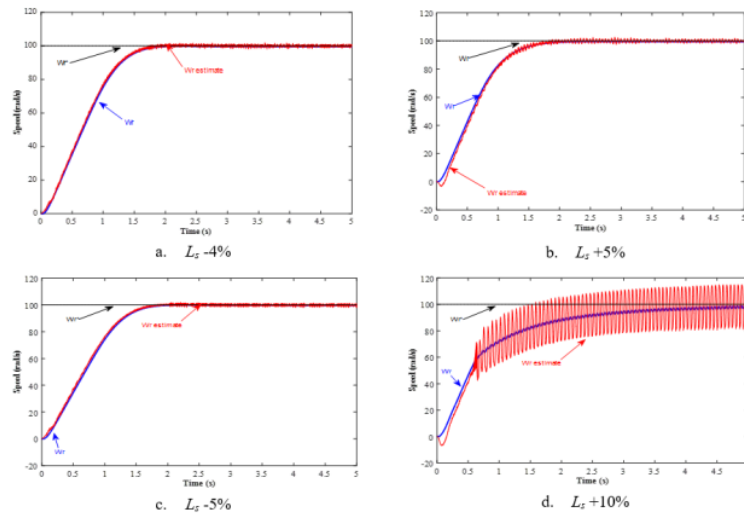 120
100
80
60
40
20
0
Speed (rad/s)
Wr*
Wr estimate
Wr
0 0.5 1 1.5 2 2.5 3 3.5 4 4.5 5
Time (s)
a. Ls -4%
120
100
80
60
40
20
0
-20
Speed (rad/s)
Wr*
Wr
Wr estimate
0 0.5 1 1.5 2 2.5 3 3.5 4 4.5 5
Time (s)
b. Ls +5%
120
100
80
60
40
20
0
-20
Speed (rad/s)
Wr*
Wr estimate
Wr
0 0.5 1 1.5 2 2.5 3 3.5 4 4.5 5
Time (s)
c. Ls -5%
120
100
80
60
40
20
0
-20
Speed (rad/s)
Wr*
Wr
Wr estimate
0 0.5 1 1.5 2 2.5 3 3.5 4 4.5 5
Time (s)
d. Ls +10%